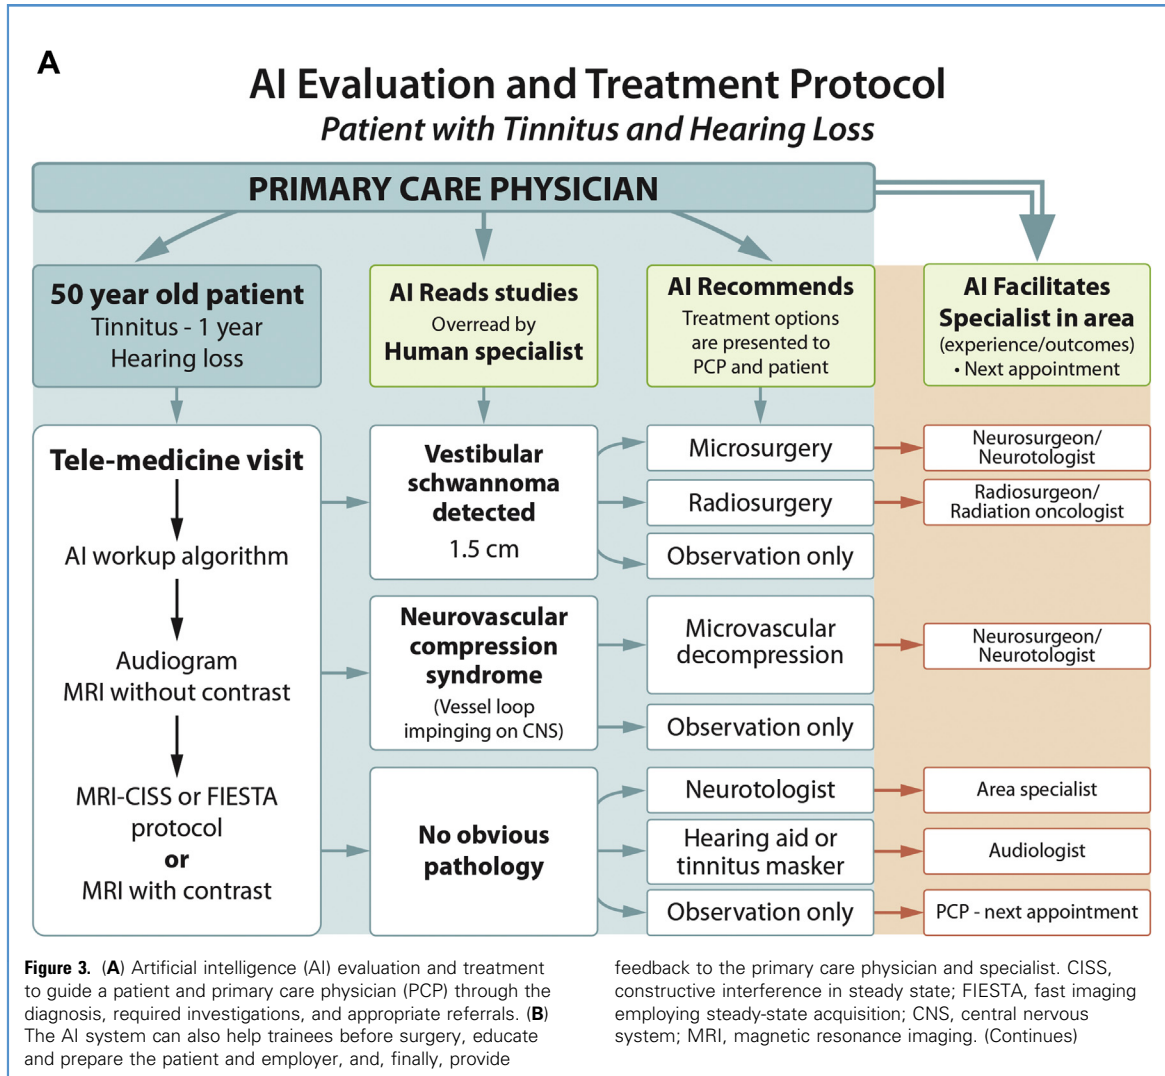 A
AI Evaluation and Treatment Protocol
Patient with Tinnitus and Hearing Loss
PRIMARY CARE PHYSICIAN
50 year old patient
Tinnitus - 1 year
Hearing loss
AI Reads studies
Overread by
Human specialist
AI Recommends
Treatment options
are presented to
PCP and patient
AI Facilitates
Specialist in area
(experience/outcomes)
• Next appointment
Tele-medicine visit
AI workup algorithm
Audiogram
MRI without contrast
MRI-CISS or FIESTA
protocol
or
MRI with contrast
Vestibular
schwannoma
detected
1.5 cm
Microsurgery
Neurosurgeon/
Neurotologist
Radiosurgery
Radiosurgeon/
Radiation oncologist
Observation only
Neurovascular
compression
syndrome
(Vessel loop
impinging on CNS)
Microvascular
decompression
Neurosurgeon/
Neurotologist
Observation only
No obvious
pathology
Neurotologist
Area specialist
Hearing aid or
tinnitus masker
Audiologist
Observation only
PCP - next appointment
Figure 3. (A) Artificial intelligence (AI) evaluation and treatment
to guide a patient and primary care physician (PCP) through the
diagnosis, required investigations, and appropriate referrals. (B)
The AI system can also help trainees before surgery, educate
and prepare the patient and employer, and, finally, provide
feedback to the primary care physician and specialist. CISS,
constructive interference in steady state; FIESTA, fast imaging
employing steady-state acquisition; CNS, central nervous
system; MRI, magnetic resonance imaging. (Continues)